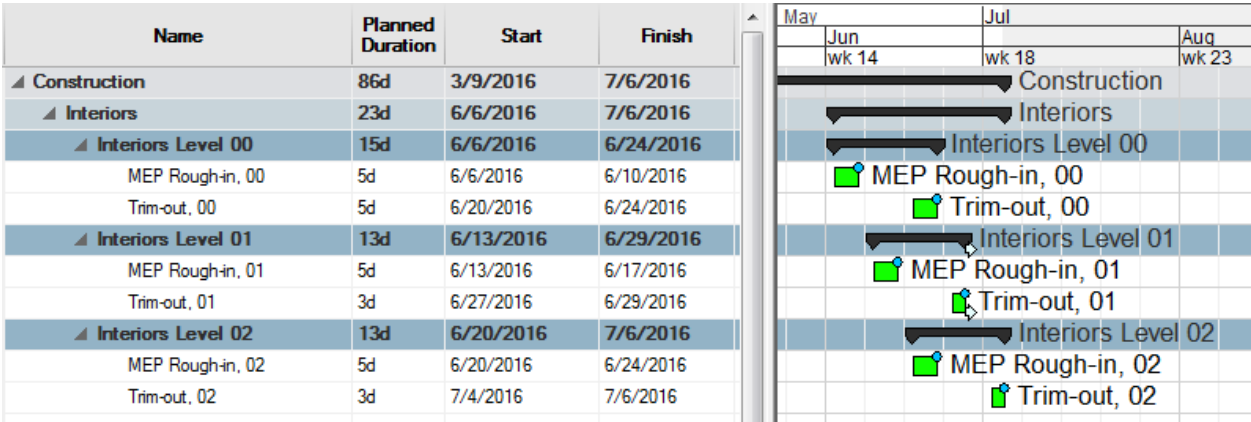 Name Planned Duration Start Finish
May Jul
Jun Aug
wk 14 wk 18 wk 23
Construction 86d 3/9/2016 7/6/2016 Construction
Interiors 23d 6/6/2016 7/6/2016 Interiors
Interiors Level 00 15d 6/6/2016 6/24/2016 Interiors Level 00
MEP Rough-in, 00 5d 6/6/2016 6/10/2016 MEP Rough-in, 00
Trim-out, 00 5d 6/20/2016 6/24/2016 Trim-out, 00
Interiors Level 01 13d 6/13/2016 6/29/2016 Interiors Level 01
MEP Rough-in, 01 5d 6/13/2016 6/17/2016 MEP Rough-in, 01
Trim-out, 01 3d 6/27/2016 6/29/2016 Trim-out, 01
Interiors Level 02 13d 6/20/2016 7/6/2016 Interiors Level 02
MEP Rough-in, 02 5d 6/20/2016 6/24/2016 MEP Rough-in, 02
Trim-out, 02 3d 7/4/2016 7/6/2016 Trim-out, 02